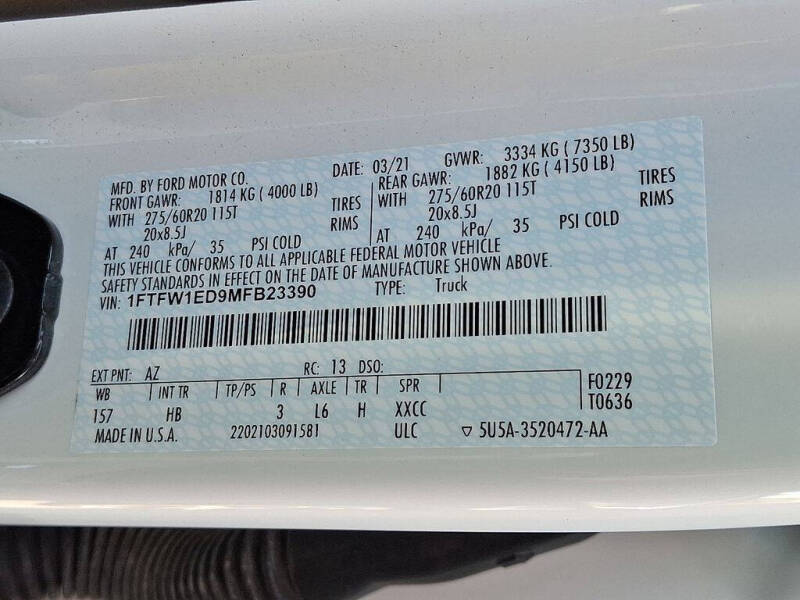 MFD. BY FORD MOTOR CO. DATE: 03/21 GVWR: 3334 KG ( 7350 LB)
FRONT GAWR: 1814 KG ( 4000 LB) REAR GAWR: 1882 KG ( 4150 LB)
WITH 275/60R20 115T TIRES WITH 275/60R20 115T TIRES
20x8.5J RIMS 20x8.5J RIMS
AT 240 kPa/ 35 PSI COLD AT 240 kPa/ 35 PSI COLD
THIS VEHICLE CONFORMS TO ALL APPLICABLE FEDERAL MOTOR VEHICLE
SAFETY STANDARDS IN EFFECT ON THE DATE OF MANUFACTURE SHOWN ABOVE.
VIN: 1FTFW1ED9MFB23390 TYPE: Truck
EXT PNT: AZ RC: 13 DSO:
WB INT TR TP/PS R AXLE TR SPR F0229
157 HB 3 L6 H XXCC T0636
MADE IN U.S.A. 2202103091581 ULC ▽ 5U5A-3520472-AA